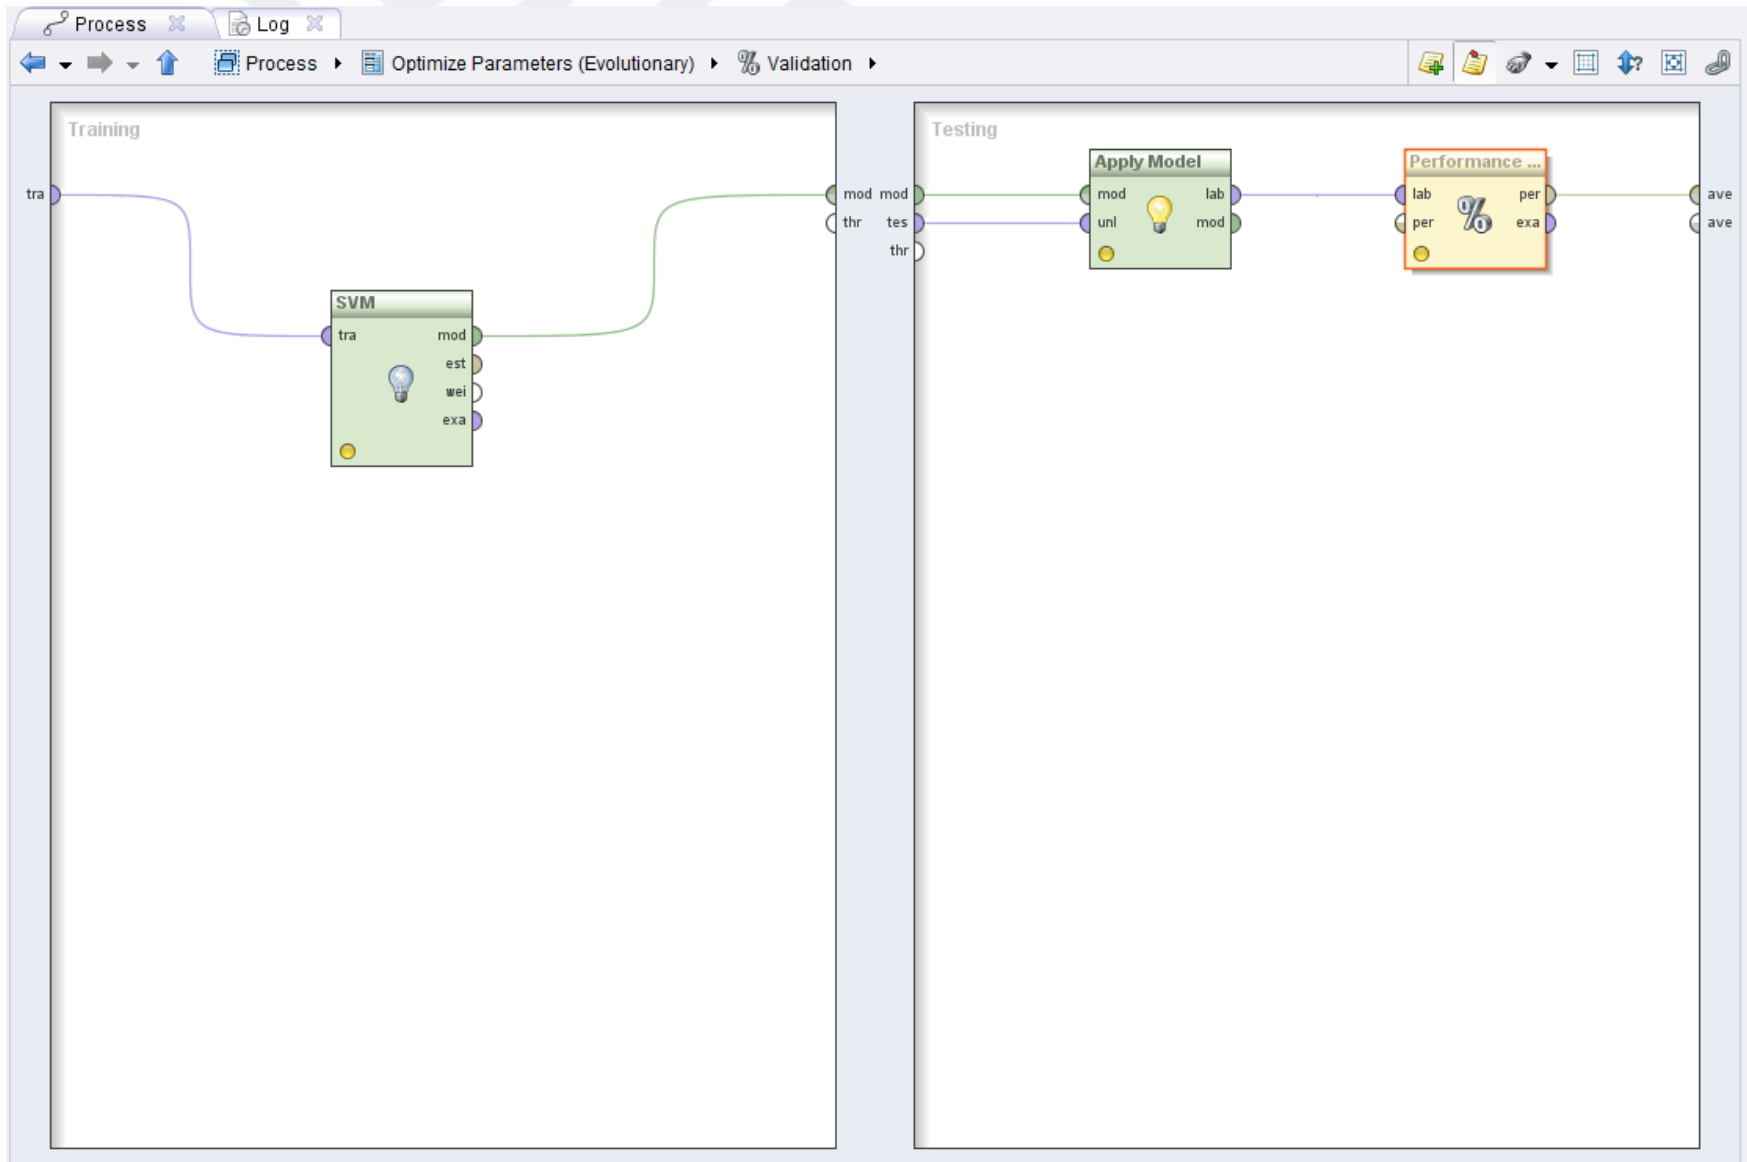 Process
Log
Process
Optimize Parameters (Evolutionary)
Validation
Training
tra
SVM
tra
mod
est
wei
exa
mod
thr
Testing
mod
tes
thr
Apply Model
mod
lab
unl
mod
Performance ...
lab
per
per
exa
ave
ave